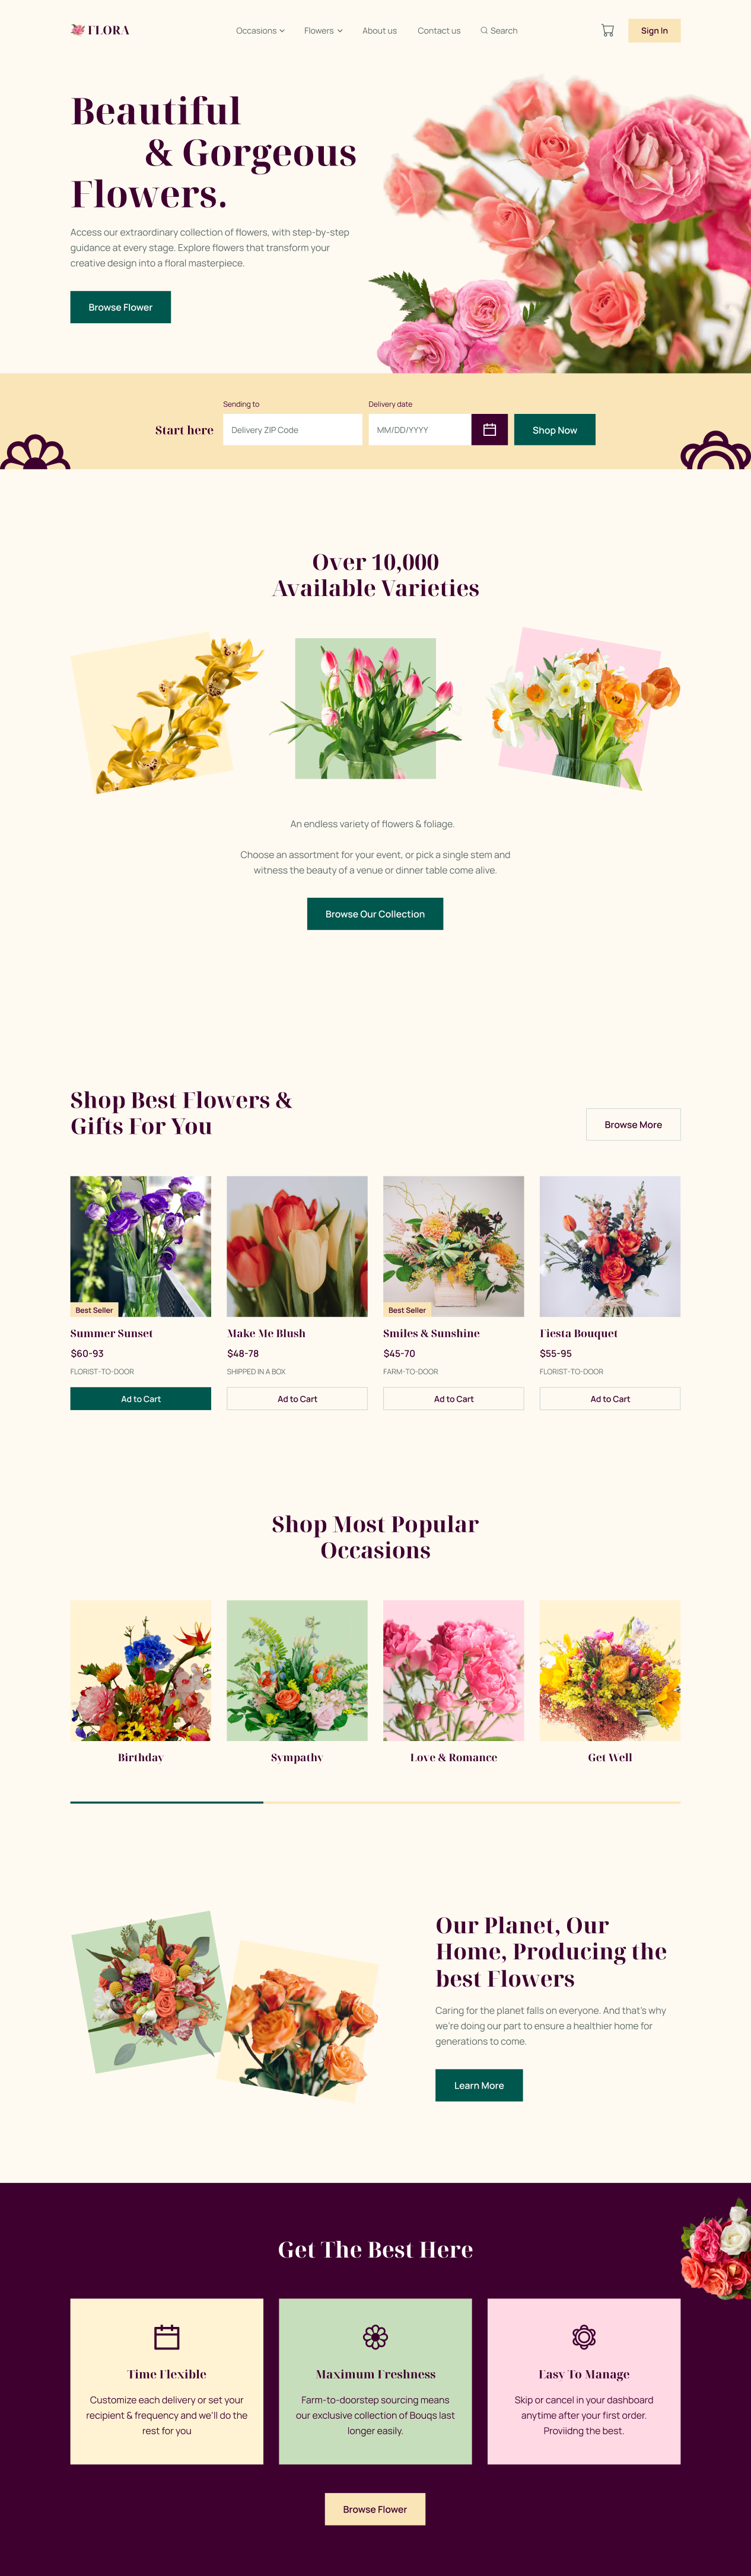 FLORA
Occasions
Flowers
About us
Contact us
Search
Sign In
Beautiful
& Gorgeous
Flowers.
Access our extraordinary collection of flowers, with step-by-step
guidance at every stage. Explore flowers that transform your
creative design into a floral masterpiece.
Browse Flower
Start here
Sending to
Delivery ZIP Code
Delivery date
MM/DD/YYYY
Shop Now
Over 10,000
Available Varieties
An endless variety of flowers & foliage.
Choose an assortment for your event, or pick a single stem and
witness the beauty of a venue or dinner table come alive.
Browse Our Collection
Shop Best Flowers &
Gifts For You
Browse More
Best Seller
Summer Sunset
$60-93
FLORIST-TO-DOOR
Ad to Cart
Make Me Blush
$48-78
SHIPPED IN A BOX
Ad to Cart
Best Seller
Smiles & Sunshine
$45-70
FARM-TO-DOOR
Ad to Cart
Fiesta Bouquet
$55-95
FLORIST-TO-DOOR
Ad to Cart
Shop Most Popular
Occasions
Birthday
Sympathy
Love & Romance
Get Well
Our Planet, Our
Home, Producing the
best Flowers
Caring for the planet falls on everyone. And that's why
we're doing our part to ensure a healthier home for
generations to come.
Learn More
Get The Best Here
Time Flexible
Customize each delivery or set your
recipient & frequency and we'll do the
rest for you
Maximum Freshness
Farm-to-doorstep sourcing means
our exclusive collection of Bouqs last
longer easily.
Easy To Manage
Skip or cancel in your dashboard
anytime after your first order.
Proviidng the best.
Browse Flower